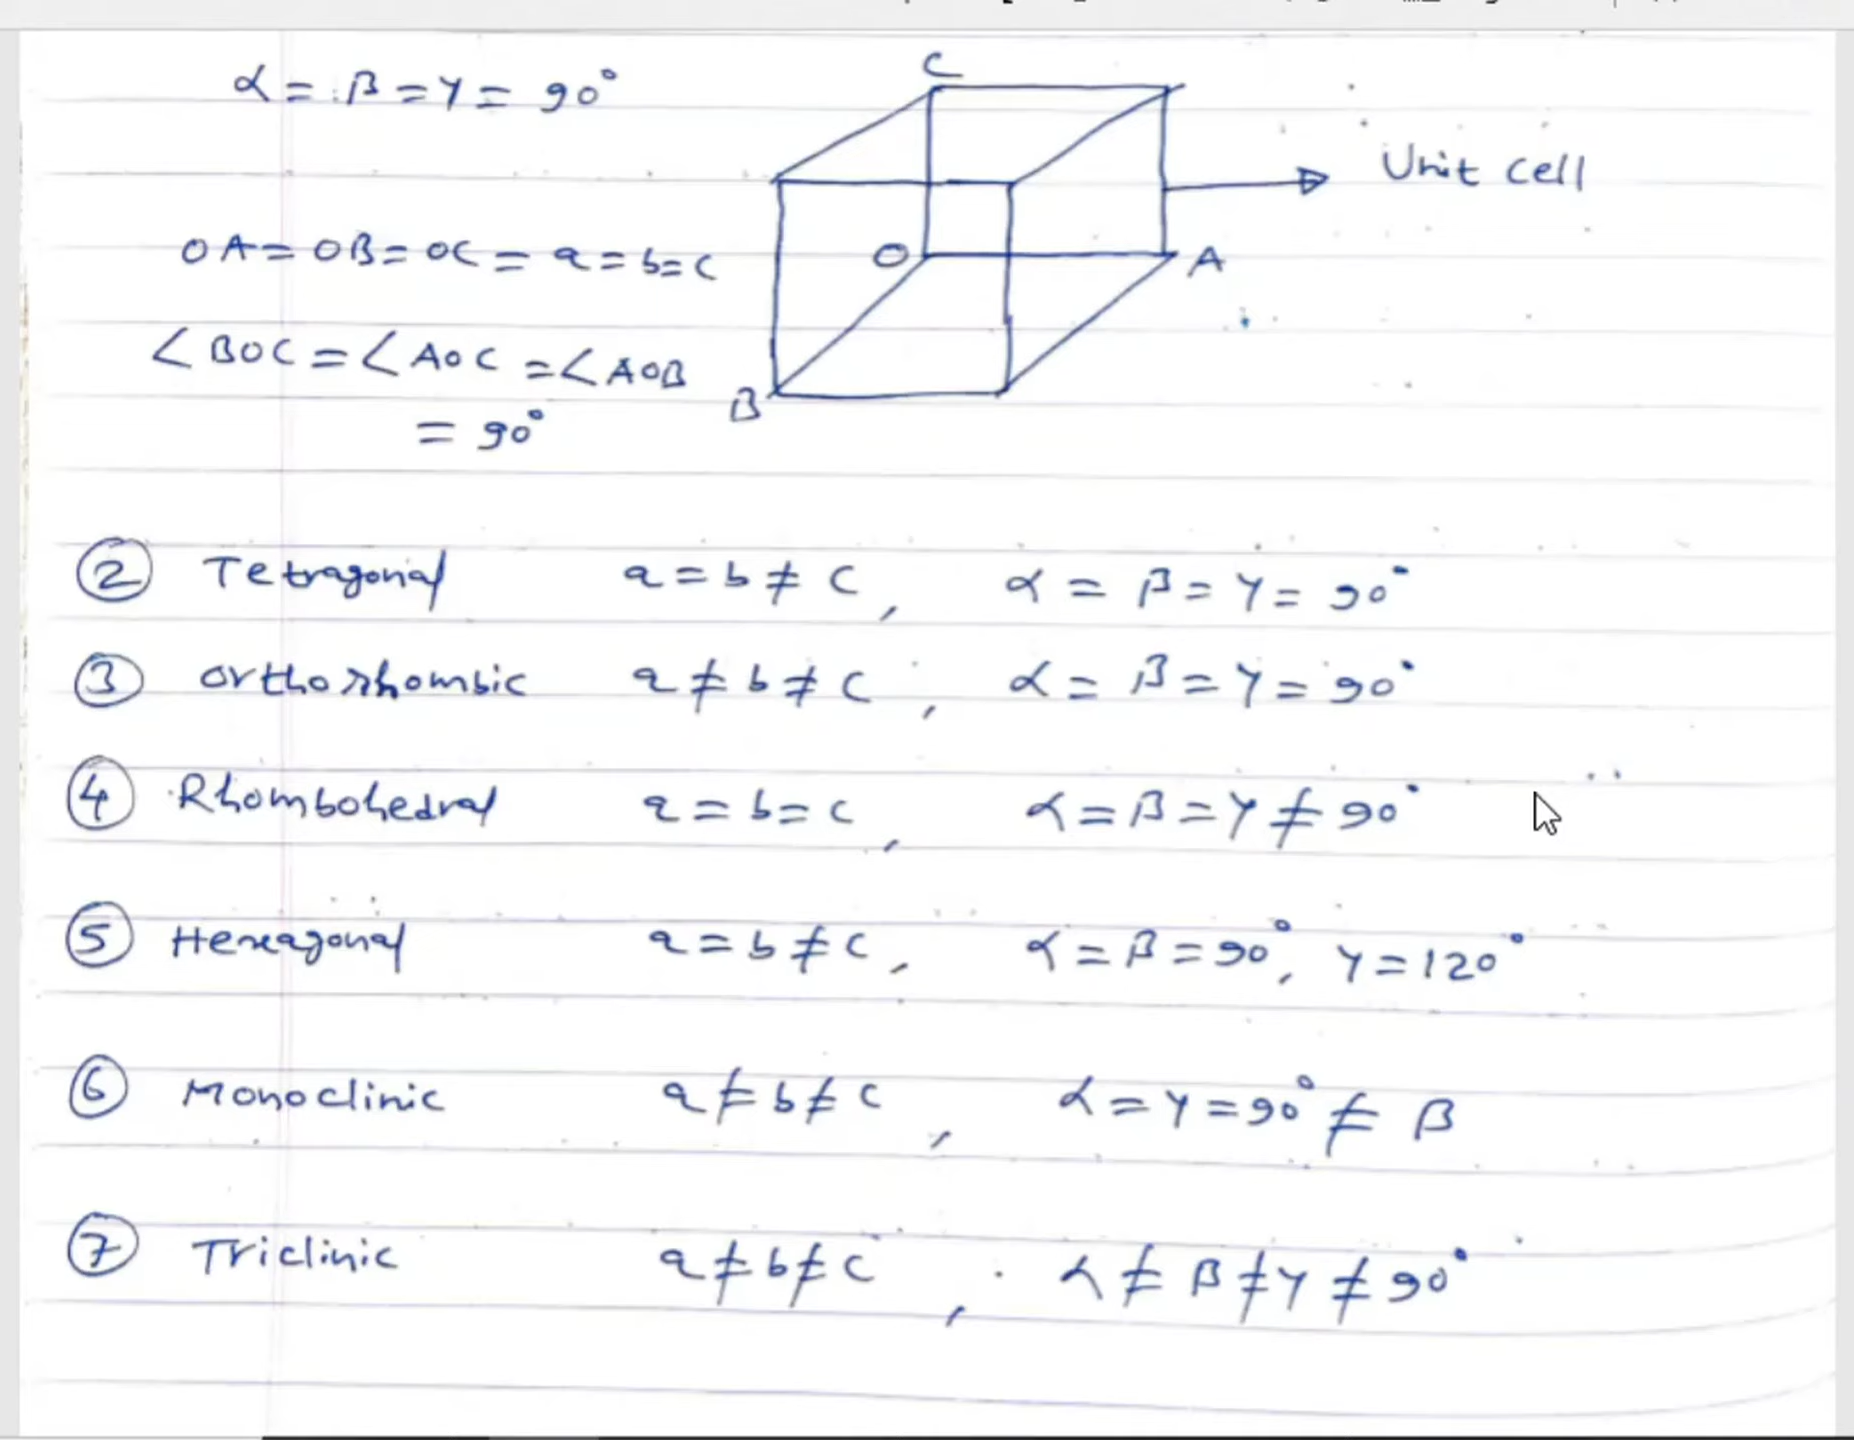 α = β = γ = 90°
C
Unit cell
OA = OB = OC = a = b = c
O
A
∠BOC = ∠AOC = ∠AOB
= 90°
B
② Tetragonal a = b ≠ c, α = β = γ = 90°
③ Orthorhombic a ≠ b ≠ c, α = β = γ = 90°
④ Rhombohedral a = b = c, α = β = γ ≠ 90°
⑤ Hexagonal a = b ≠ c, α = β = 90°, γ = 120°
⑥ Monoclinic a ≠ b ≠ c, α = γ = 90° ≠ β
⑦ Triclinic a ≠ b ≠ c, α ≠ β ≠ γ ≠ 90°